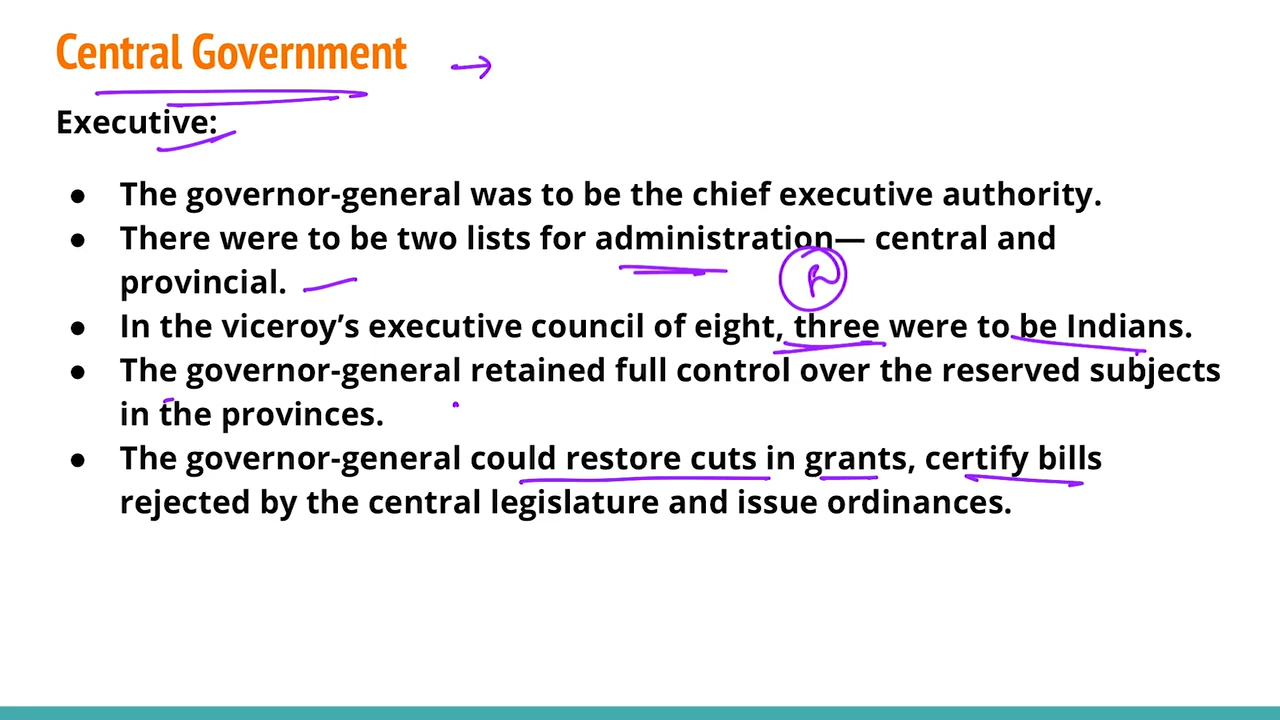 Central Government
Executive:
● The governor-general was to be the chief executive authority.
● There were to be two lists for administration— central and
provincial.
● In the viceroy’s executive council of eight, three were to be Indians.
● The governor-general retained full control over the reserved subjects
in the provinces.
● The governor-general could restore cuts in grants, certify bills
rejected by the central legislature and issue ordinances.